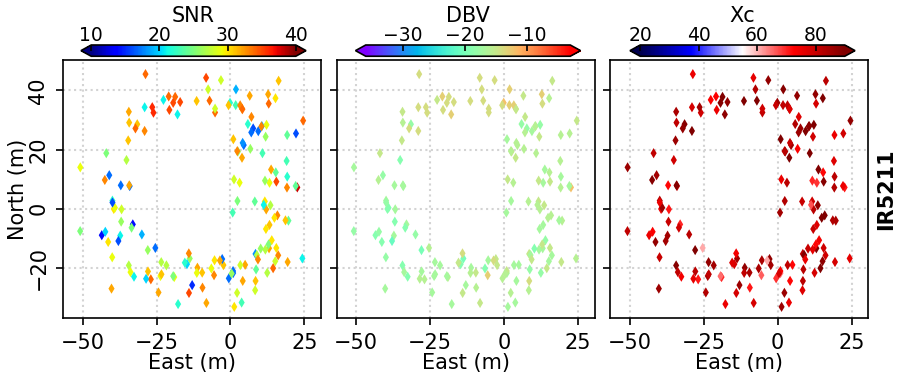 SNR DBV Xc
10 20 30 40 −30 −20 −10 20 40 60 80
40
20
0
−20
North (m)
−50 −25 0 25 −50 −25 0 25 −50 −25 0 25
East (m) East (m) East (m)
IR5211